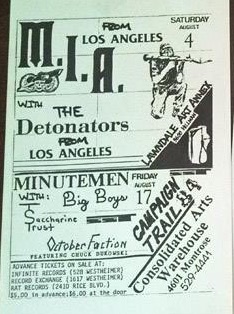 FROM
LOS ANGELES
SATURDAY
AUGUST
4
M.I.A.
WITH THE
Detonators
FROM
LOS ANGELES
LAWNDALE ART ANNEX
MINUTEMEN
FRIDAY
AUGUST
17
WITH: Big Boys
Saccharine
Trust
October Faction
FEATURING CHUCK DUKOWSKI
CAMPAIGN
TRAIL 84
Consolidated Arts
Warehouse
4601 Montrose
528-4441
ADVANCE TICKETS ON SALE AT:
INFINITE RECORDS (528 WESTHEIMER)
RECORD EXCHANGE (1617 WESTHEIMER)
RAT RECORDS (2410 RICE BLVD.)
$5.00 in advance; $6.00 at the door